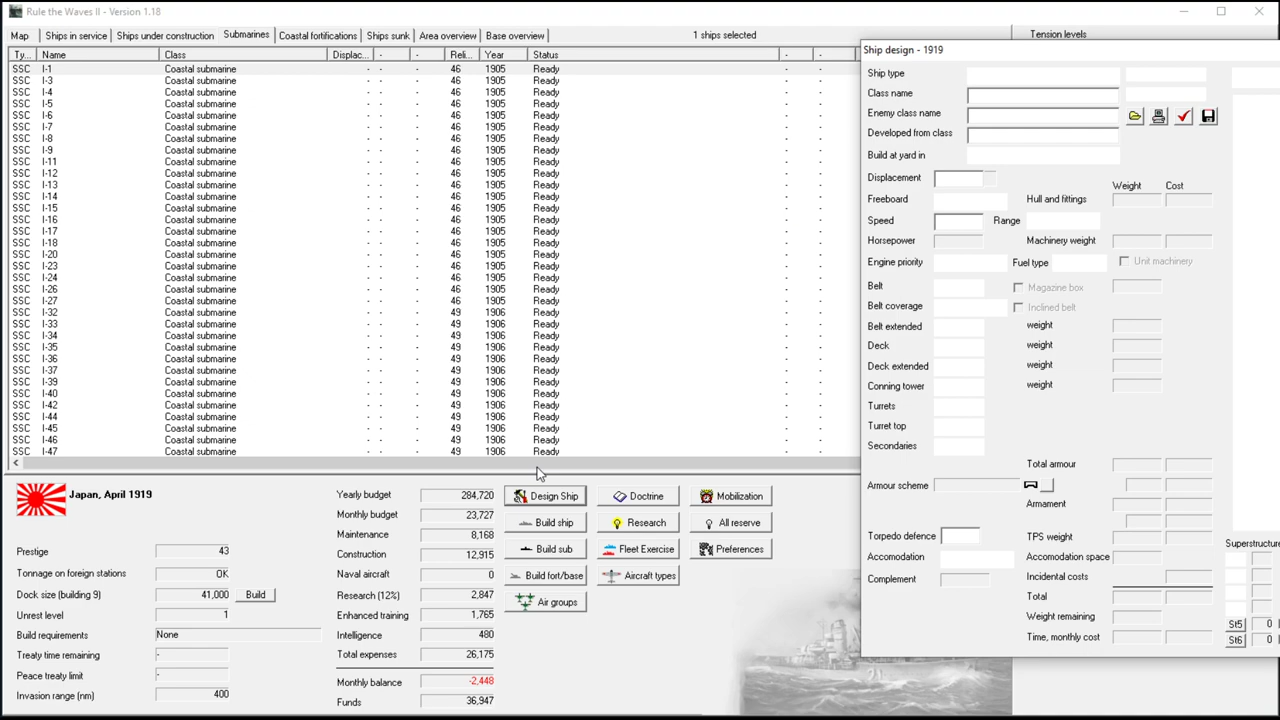 Rule the Waves II - Version 1.18
Map Ships in service Ships under construction Submarines Coastal fortifications Ships sunk Area overview Base overview 1 ships selected Tension levels
Ty... Name Class Displac... - - Reli... Year Status - -
SSC I-1 Coastal submarine - - - 46 1905 Ready - -
SSC I-3 Coastal submarine - - - 46 1905 Ready - -
SSC I-4 Coastal submarine - - - 46 1905 Ready - -
SSC I-5 Coastal submarine - - - 46 1905 Ready - -
SSC I-6 Coastal submarine - - - 46 1905 Ready - -
SSC I-7 Coastal submarine - - - 46 1905 Ready - -
SSC I-8 Coastal submarine - - - 46 1905 Ready - -
SSC I-9 Coastal submarine - - - 46 1905 Ready - -
SSC I-11 Coastal submarine - - - 46 1905 Ready - -
SSC I-12 Coastal submarine - - - 46 1905 Ready - -
SSC I-13 Coastal submarine - - - 46 1905 Ready - -
SSC I-14 Coastal submarine - - - 46 1905 Ready - -
SSC I-15 Coastal submarine - - - 46 1905 Ready - -
SSC I-16 Coastal submarine - - - 46 1905 Ready - -
SSC I-17 Coastal submarine - - - 46 1905 Ready - -
SSC I-18 Coastal submarine - - - 46 1905 Ready - -
SSC I-20 Coastal submarine - - - 46 1905 Ready - -
SSC I-23 Coastal submarine - - - 46 1905 Ready - -
SSC I-24 Coastal submarine - - - 46 1905 Ready - -
SSC I-26 Coastal submarine - - - 46 1905 Ready - -
SSC I-27 Coastal submarine - - - 46 1905 Ready - -
SSC I-32 Coastal submarine - - - 49 1906 Ready - -
SSC I-33 Coastal submarine - - - 49 1906 Ready - -
SSC I-34 Coastal submarine - - - 49 1906 Ready - -
SSC I-35 Coastal submarine - - - 49 1906 Ready - -
SSC I-36 Coastal submarine - - - 49 1906 Ready - -
SSC I-37 Coastal submarine - - - 49 1906 Ready - -
SSC I-39 Coastal submarine - - - 49 1906 Ready - -
SSC I-40 Coastal submarine - - - 49 1906 Ready - -
SSC I-42 Coastal submarine - - - 49 1906 Ready - -
SSC I-44 Coastal submarine - - - 49 1906 Ready - -
SSC I-45 Coastal submarine - - - 49 1906 Ready - -
SSC I-46 Coastal submarine - - - 49 1906 Ready - -
SSC I-47 Coastal submarine - - - 49 1906 Ready - -
Japan, April 1919
Prestige 43
Tonnage on foreign stations OK
Dock size (building 9) 41,000 Build
Unrest level 1
Build requirements None
Treaty time remaining -
Peace treaty limit -
Invasion range (nm) 400
Yearly budget 284,720
Monthly budget 23,727
Maintenance 8,168
Construction 12,915
Naval aircraft 0
Research (12%) 2,847
Enhanced training 1,765
Intelligence 480
Total expenses 26,175
Monthly balance -2,448
Funds 36,947
Design Ship Doctrine Mobilization
Build ship Research All reserve
Build sub Fleet Exercise Preferences
Build fort/base Aircraft types
Air groups
Ship design - 1919
Ship type
Class name
Enemy class name
Developed from class
Build at yard in
Displacement Weight Cost
Freeboard Hull and fittings
Speed Range
Horsepower Machinery weight
Engine priority Fuel type Unit machinery
Belt Magazine box
Belt coverage Inclined belt
Belt extended weight
Deck weight
Deck extended weight
Conning tower weight
Turrets
Turret top
Secondaries
Total armour
Armour scheme
Armament
Torpedo defence TPS weight Superstructure
Accomodation Accomodation space
Complement Incidental costs
Total
Weight remaining St5 0
Time, monthly cost St6 0